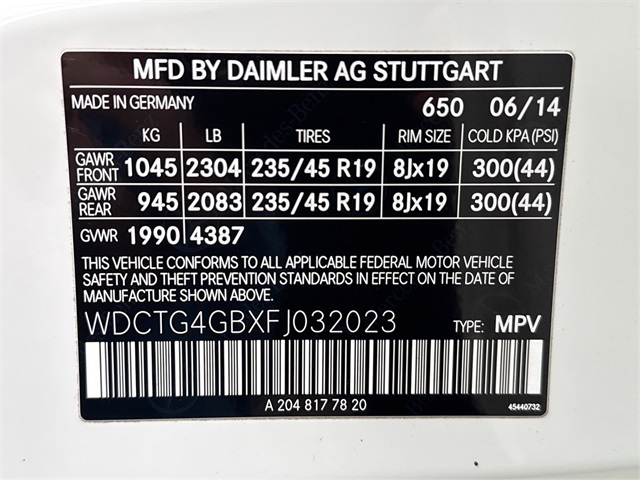 MFD BY DAIMLER AG STUTTGART
MADE IN GERMANY 650 06/14
KG LB TIRES RIM SIZE COLD KPA (PSI)
GAWR FRONT 1045 2304 235/45 R19 8Jx19 300(44)
GAWR REAR 945 2083 235/45 R19 8Jx19 300(44)
GVWR 1990 4387
THIS VEHICLE CONFORMS TO ALL APPLICABLE FEDERAL MOTOR VEHICLE
SAFETY AND THEFT PREVENTION STANDARDS IN EFFECT ON THE DATE OF
MANUFACTURE
WDCTG4GBXFJ032023 TYPE: MPV
A 204 817 78 20
45440732